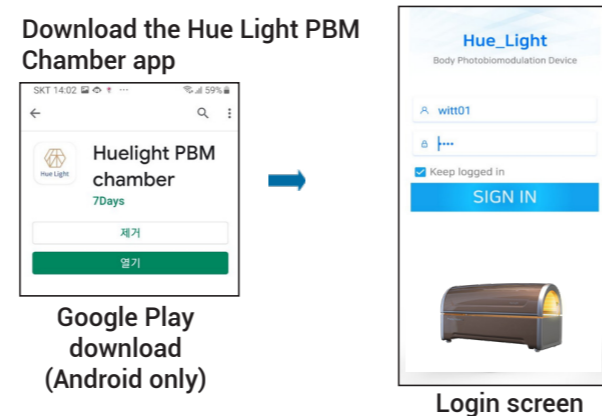 Download the Hue Light PBM
Chamber app
SKT 14:02 ... 59%
Hue Light
Huelight PBM
chamber
7Days
제거
열기
Google Play
download
(Android only)
Hue_Light
Body Photobiomodulation Device
witt01
••••
Keep logged in
SIGN IN
Login screen